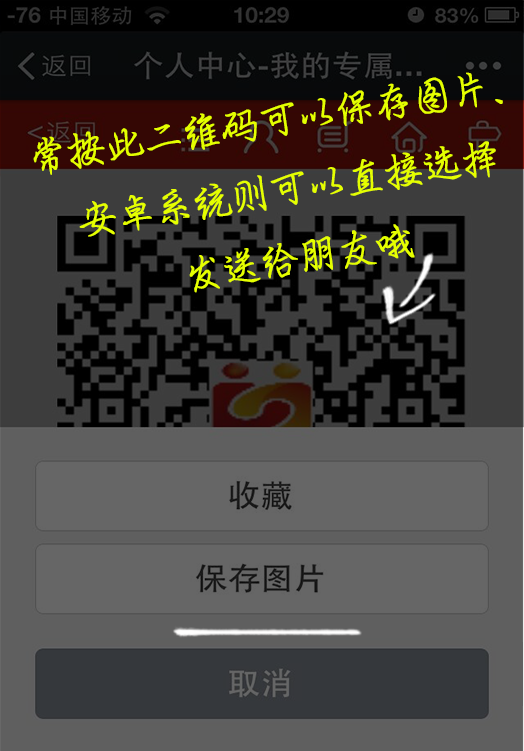 -76 中国移动 10:29 83%
返回 个人中心-我的专属...
<返回
常按此二维码可以保存图片、
安卓系统则可以直接选择
发送给朋友哦
收藏
保存图片
取消